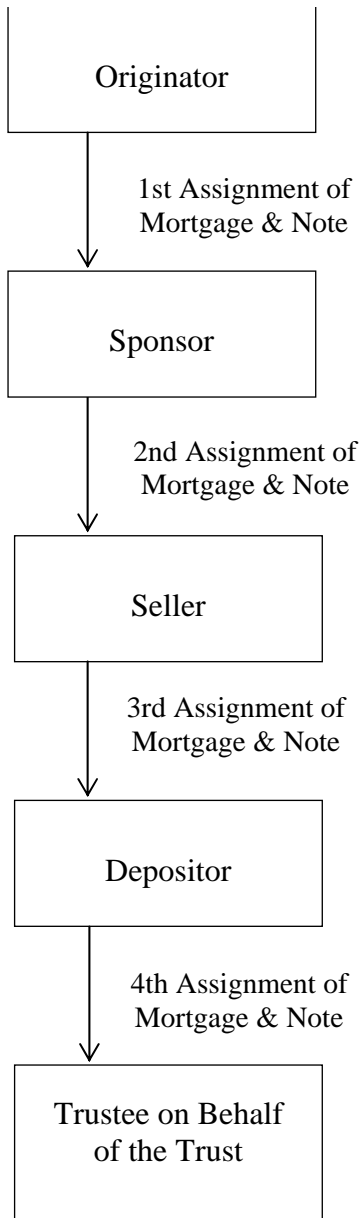 Originator
1st Assignment of
Mortgage & Note
Sponsor
2nd Assignment of
Mortgage & Note
Seller
3rd Assignment of
Mortgage & Note
Depositor
4th Assignment of
Mortgage & Note
Trustee on Behalf
of the Trust